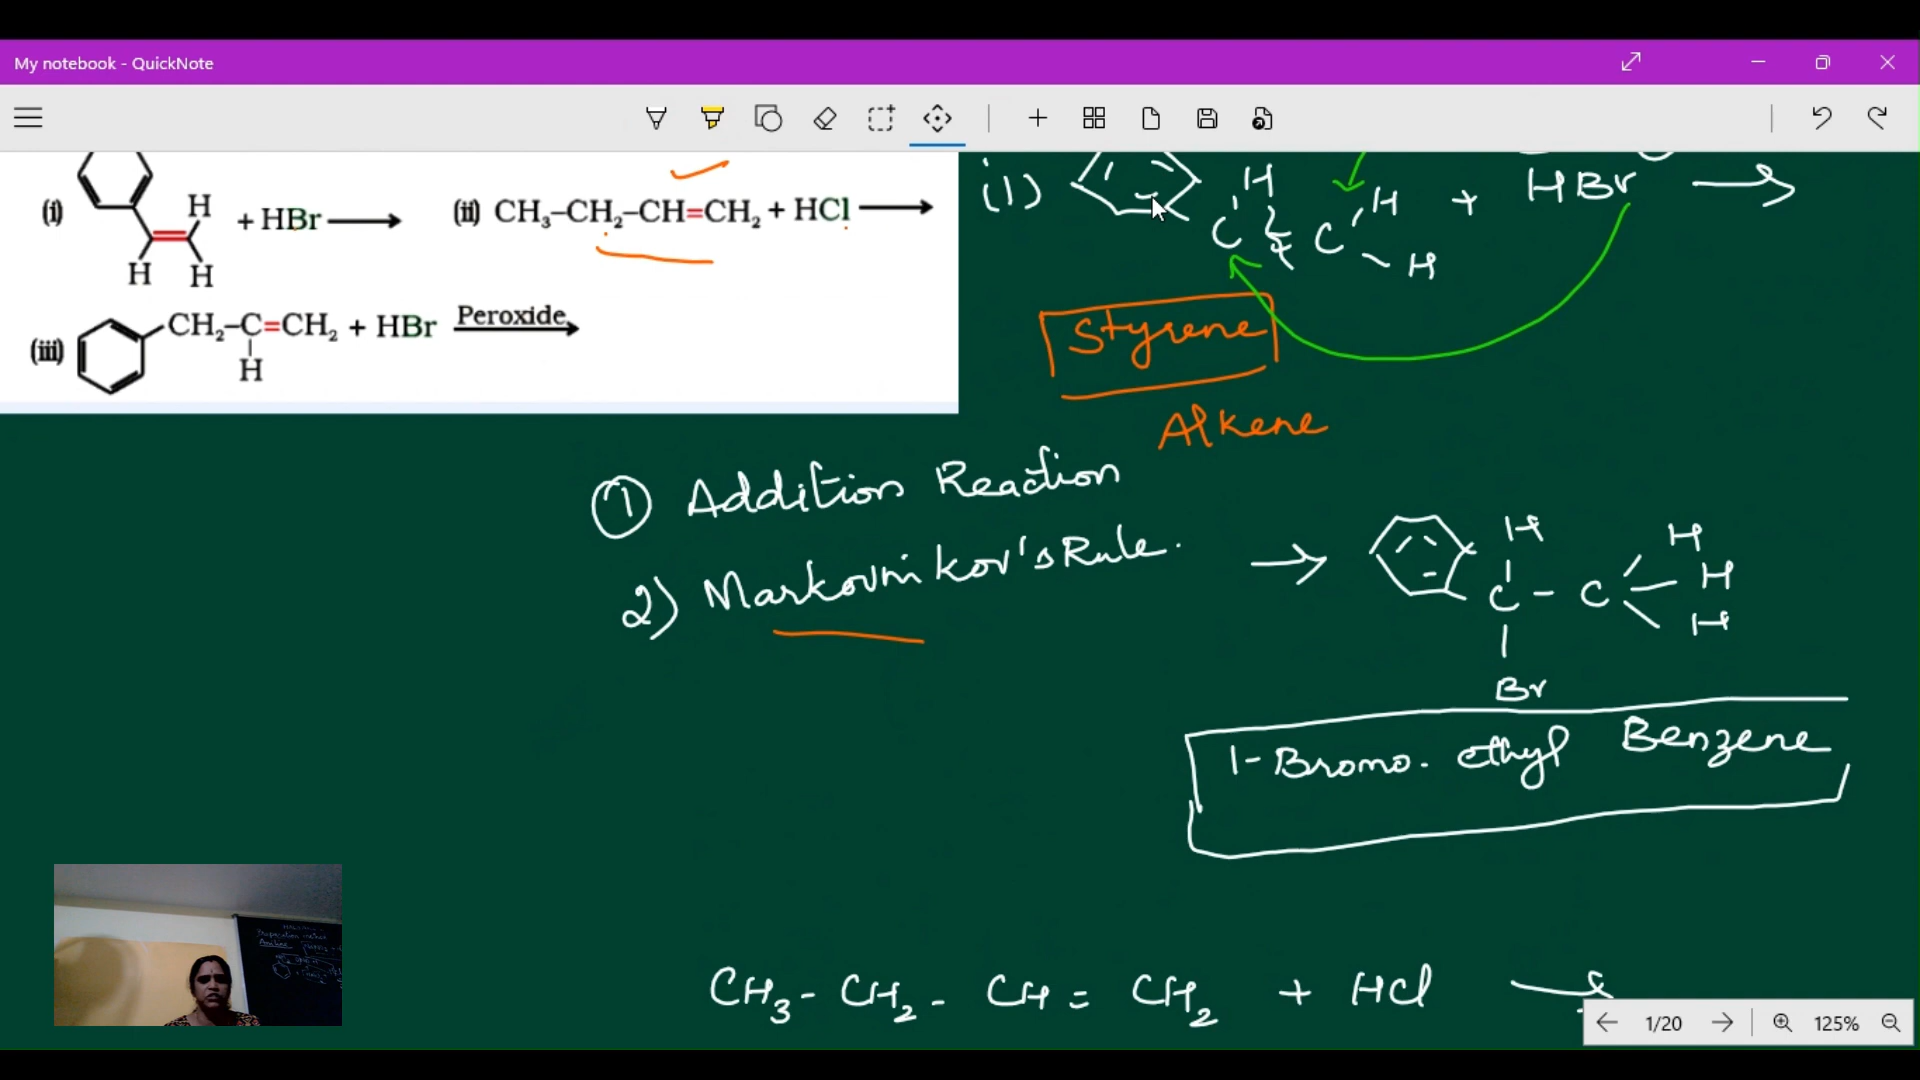 My notebook - QuickNote
(i) H + HBr ⟶
H H
(ii) CH₃–CH₂–CH=CH₂ + HCl ⟶
(iii) CH₂–C=CH₂ + HBr Peroxide ⟶
H
(i) H H + HBr ⟶
C C H
Styrene
Alkene
① Addition Reaction
2) Markovnikov's Rule.
→ H H
C - C H
H
Br
1-Bromo. ethyl Benzene
CH₃- CH₂- CH = CH₂ + HCl ⟶
1/20
125%